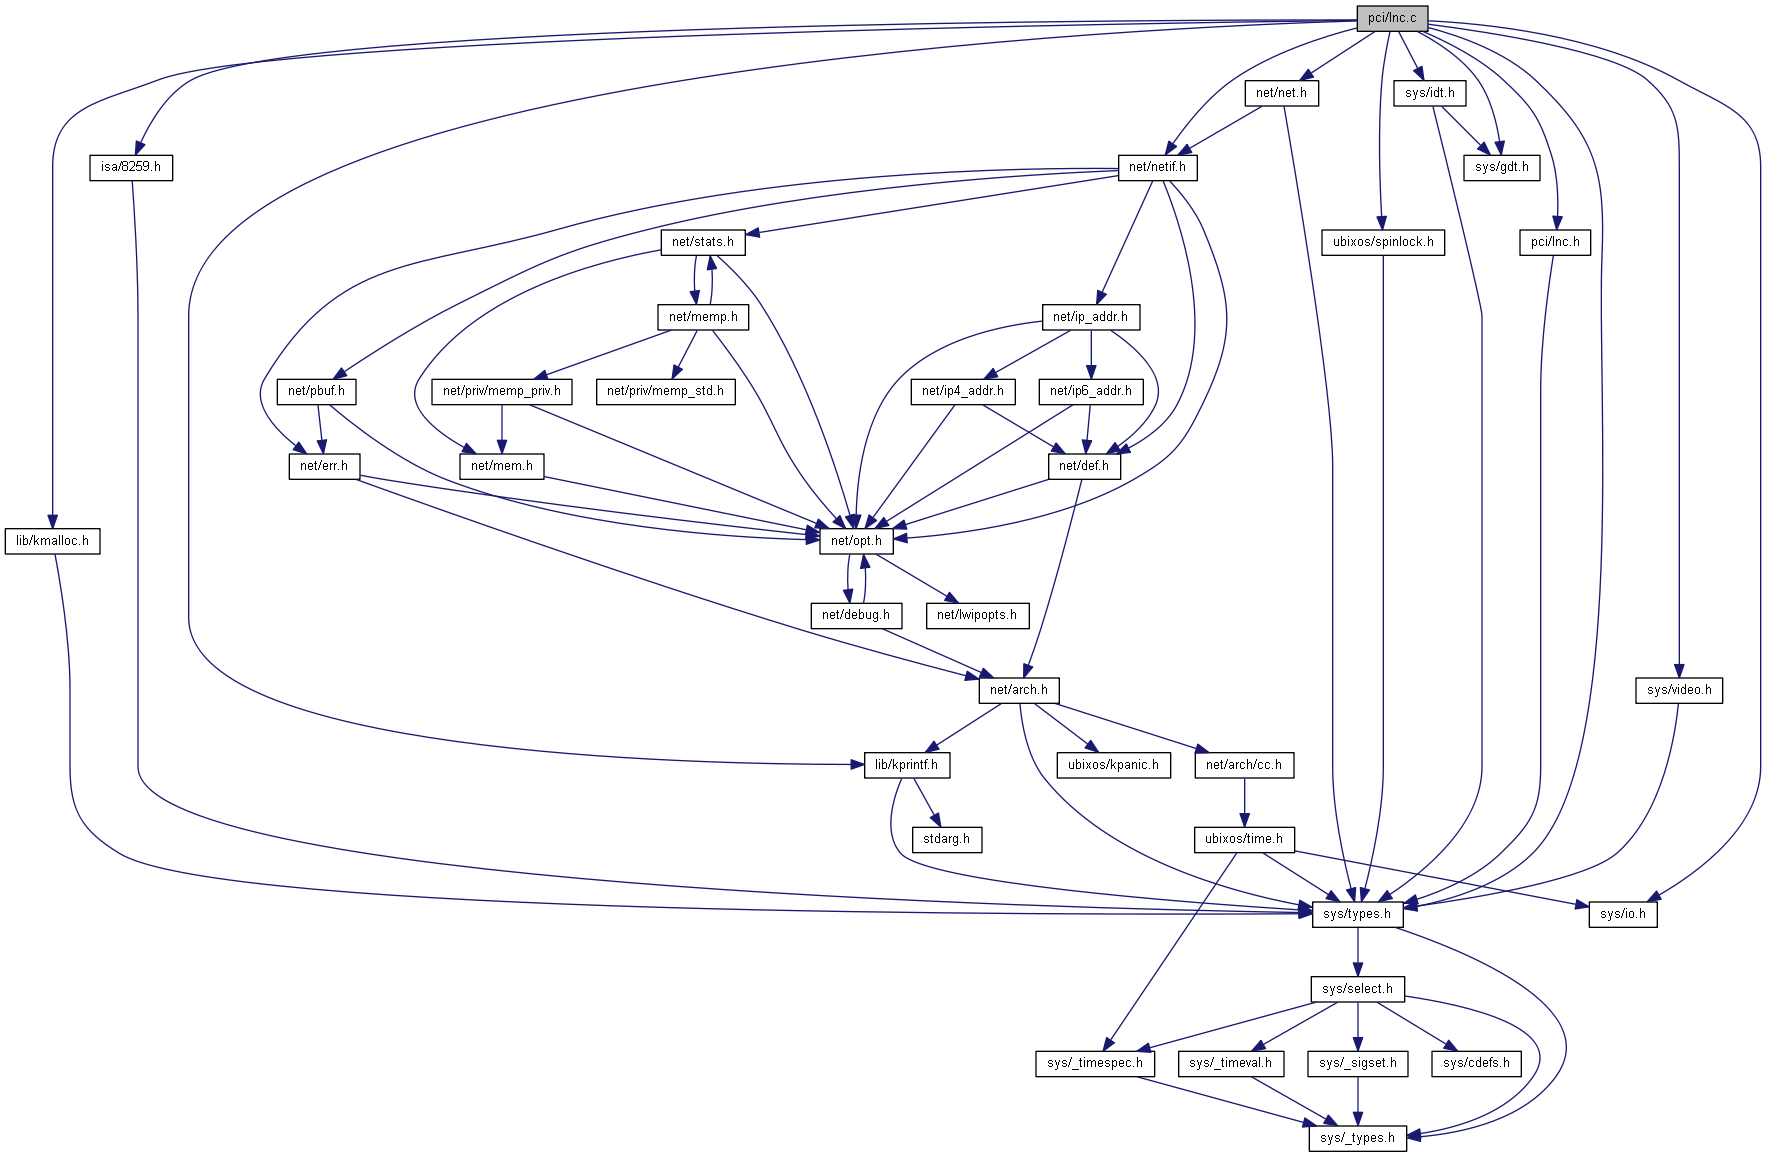 pci/lnc.c
net/net.h
sys/idt.h
isa/8259.h
net/netif.h
sys/gdt.h
net/stats.h
ubixos/spinlock.h
pci/lnc.h
net/memp.h
net/ip_addr.h
net/pbuf.h
net/priv/memp_priv.h
net/priv/memp_std.h
net/ip4_addr.h
net/ip6_addr.h
net/err.h
net/mem.h
net/def.h
lib/kmalloc.h
net/opt.h
net/debug.h
net/lwipopts.h
net/arch.h
sys/video.h
lib/kprintf.h
ubixos/kpanic.h
net/arch/cc.h
stdarg.h
ubixos/time.h
sys/types.h
sys/io.h
sys/select.h
sys/_timespec.h
sys/_timeval.h
sys/_sigset.h
sys/cdefs.h
sys/_types.h